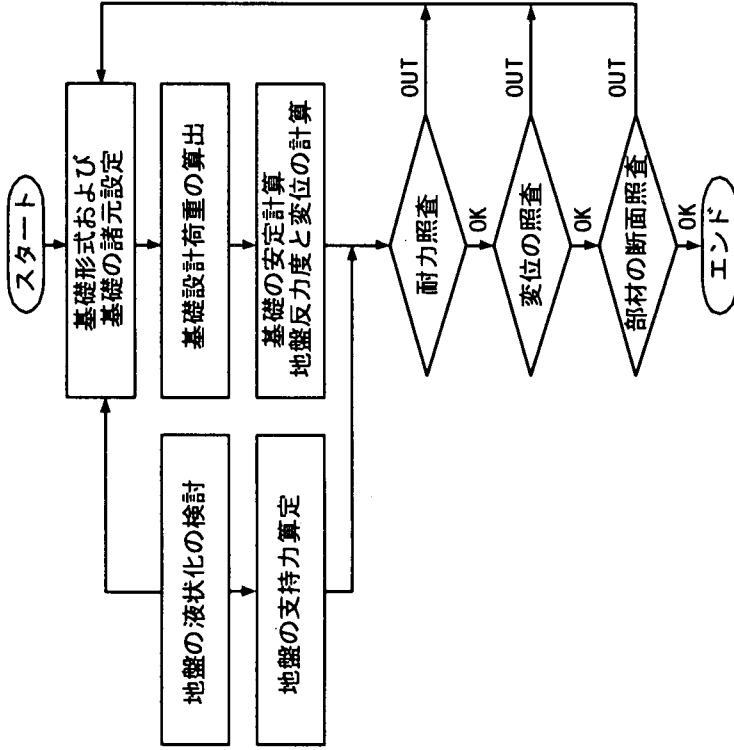 スタート
基礎形式および
基礎の諸元設定
基礎設計荷重の算出
基礎の安定計算
地盤反力度と変位の計算
地盤の液状化の検討
地盤の支持力算定
耐力照査
OUT
OK
変位の照査
OUT
OK
部材の断面照査
OUT
OK
エンド